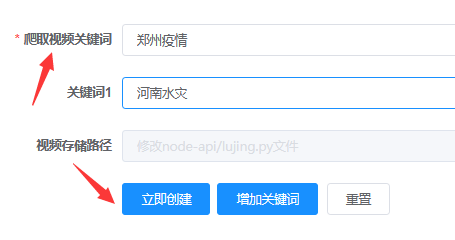 * 爬取视频关键词 郑州疫情
关键词1 河南水灾
视频存储路径 修改node-api/lujing.py文件
立即创建 增加关键词 重置